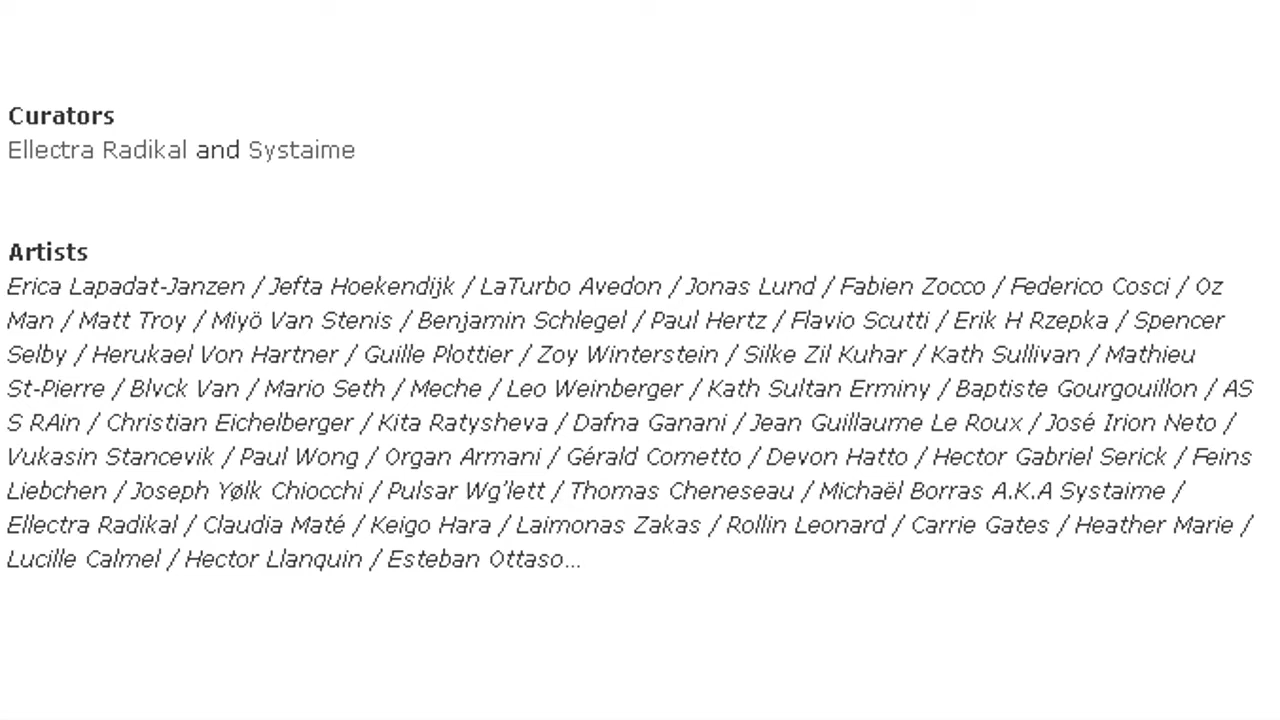 Curators
Ellectra Radikal and Systaime
Artists
Erica Lapadat-Janzen / Jefta Hoekendijk / LaTurbo Avedon / Jonas Lund / Fabien Zocco / Federico Cosci / Oz
Man / Matt Troy / Miyö Van Stenis / Benjamin Schlegel / Paul Hertz / Flavio Scutti / Erik H Rzepka / Spencer
Selby / Herukael Von Hartner / Guille Plottier / Zoy Winterstein / Silke Zil Kuhar / Kath Sullivan / Mathieu
St-Pierre / Blvck Van / Mario Seth / Meche / Leo Weinberger / Kath Sultan Erminy / Baptiste Gourgouillon / AS
S RAin / Christian Eichelberger / Kita Ratysheva / Dafna Ganani / Jean Guillaume Le Roux / José Irion Neto /
Vukasin Stancevik / Paul Wong / Organ Armani / Gérald Cometto / Devon Hatto / Hector Gabriel Serick / Feins
Liebchen / Joseph Yølk Chiocchi / Pulsar Wg'lett / Thomas Cheneseau / Michaël Borras A.K.A Systaime /
Ellectra Radikal / Claudia Maté / Keigo Hara / Laimonas Zakas / Rollin Leonard / Carrie Gates / Heather Marie /
Lucille Calmel / Hector Llanquin / Esteban Ottaso...